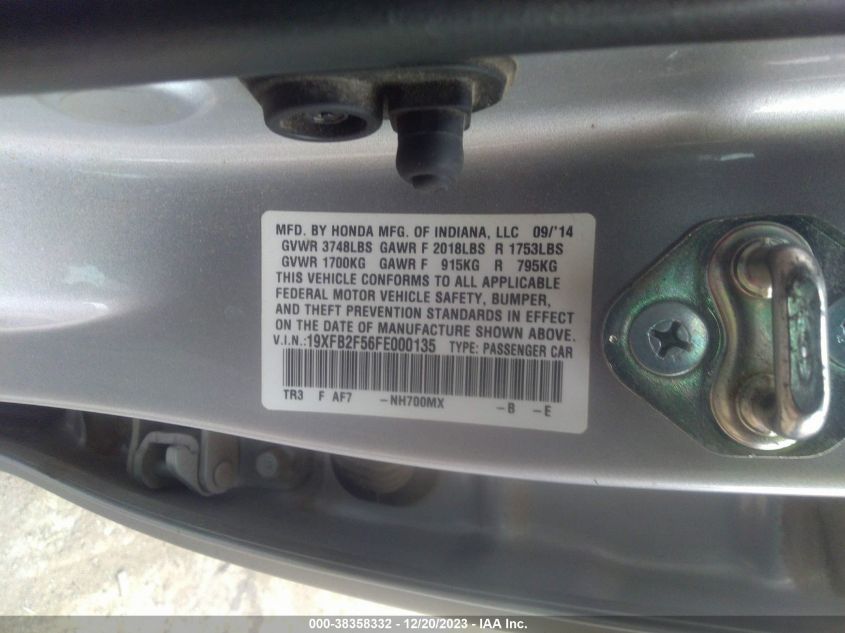 MFD. BY HONDA MFG. OF INDIANA, LLC 09/'14
GVWR 3748LBS GAWR F 2018LBS R 1753LBS
GVWR 1700KG GAWR F 915KG R 795KG
THIS VEHICLE CONFORMS TO ALL APPLICABLE
FEDERAL MOTOR VEHICLE SAFETY, BUMPER,
AND THEFT PREVENTION STANDARDS IN EFFECT
ON THE DATE OF MANUFACTURE SHOWN ABOVE.
V.I.N.:19XFB2F56FE000135 TYPE: PASSENGER CAR
TR3 F AF7 -NH700MX -B -E
000-38358332 - 12/20/2023 - IAA Inc.